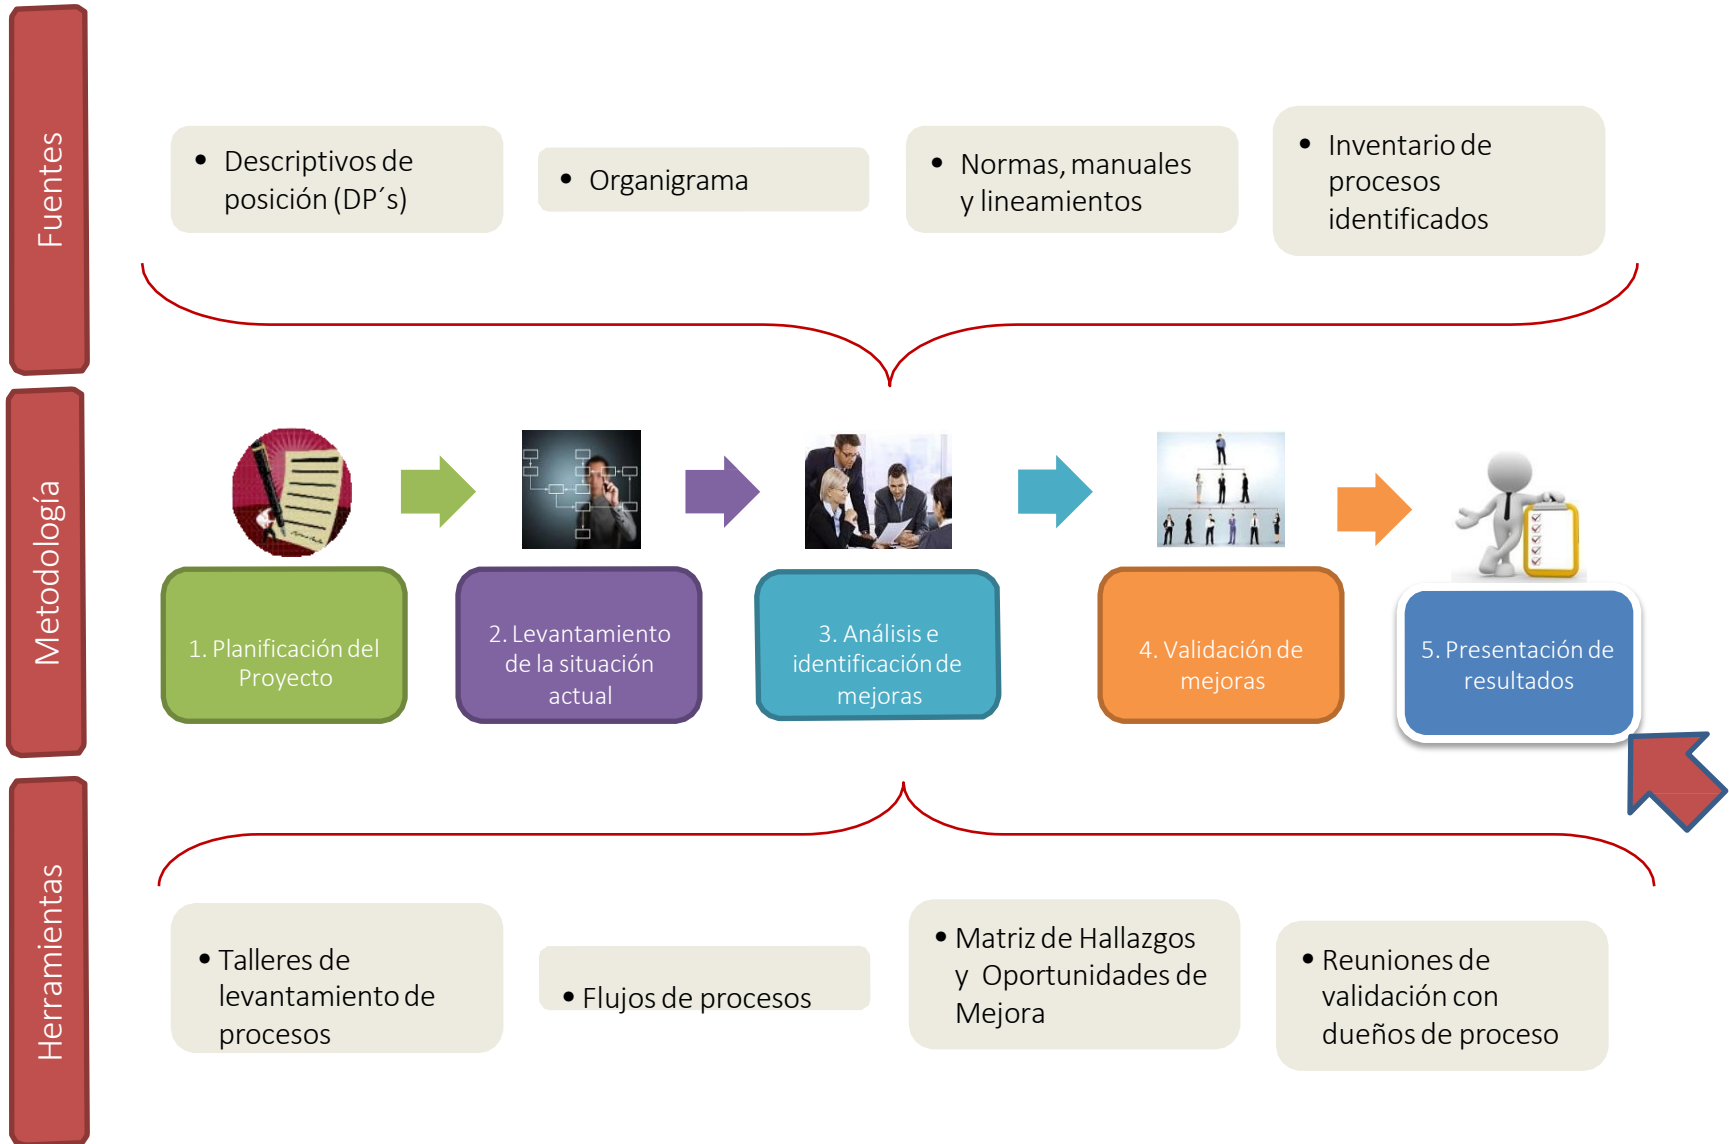 Fuentes
• Descriptivos de
posición (DP´s)
• Organigrama
• Normas, manuales
y lineamientos
• Inventario de
procesos
identificados
Metodología
1. Planificación del
Proyecto
2. Levantamiento
de la situación
actual
3. Análisis e
identificación de
mejoras
4. Validación de
mejoras
5. Presentación de
resultados
Herramientas
• Talleres de
levantamiento de
procesos
• Flujos de procesos
• Matriz de Hallazgos
y Oportunidades de
Mejora
• Reuniones de
validación con
dueños de proceso